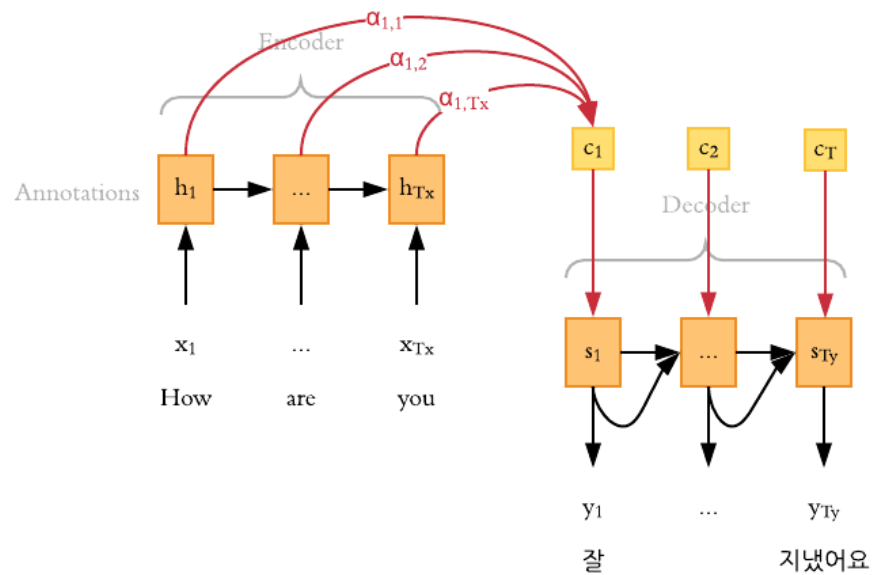 α1,1
Encoder
α1,2
α1,Tx
c1 c2 cT
Annotations h1 ... hTx
Decoder
x1 ... xTx
s1 ... sTy
How are you
y1 ... yTy
잘 지냈어요